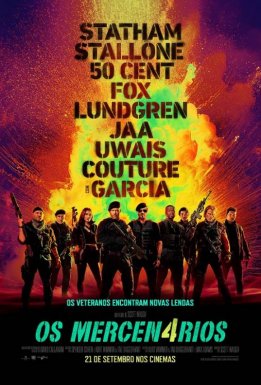 STATHAM
STALLONE
50 CENT
FOX
LUNDGREN
JAA
UWAIS
COUTURE
E GARCIA
OS VETERANOS ENCONTRAM NOVAS LENDAS
OS MERCEN4RIOS
21 DE SETEMBRO NOS CINEMAS